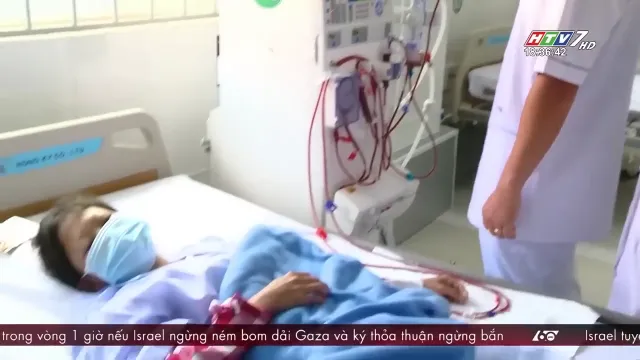 HTV7 HD
18:36:42
trong vòng 1 giờ nếu Israel ngừng ném bom dải Gaza và ký thỏa thuận ngừng bắn 60 Israel tuy